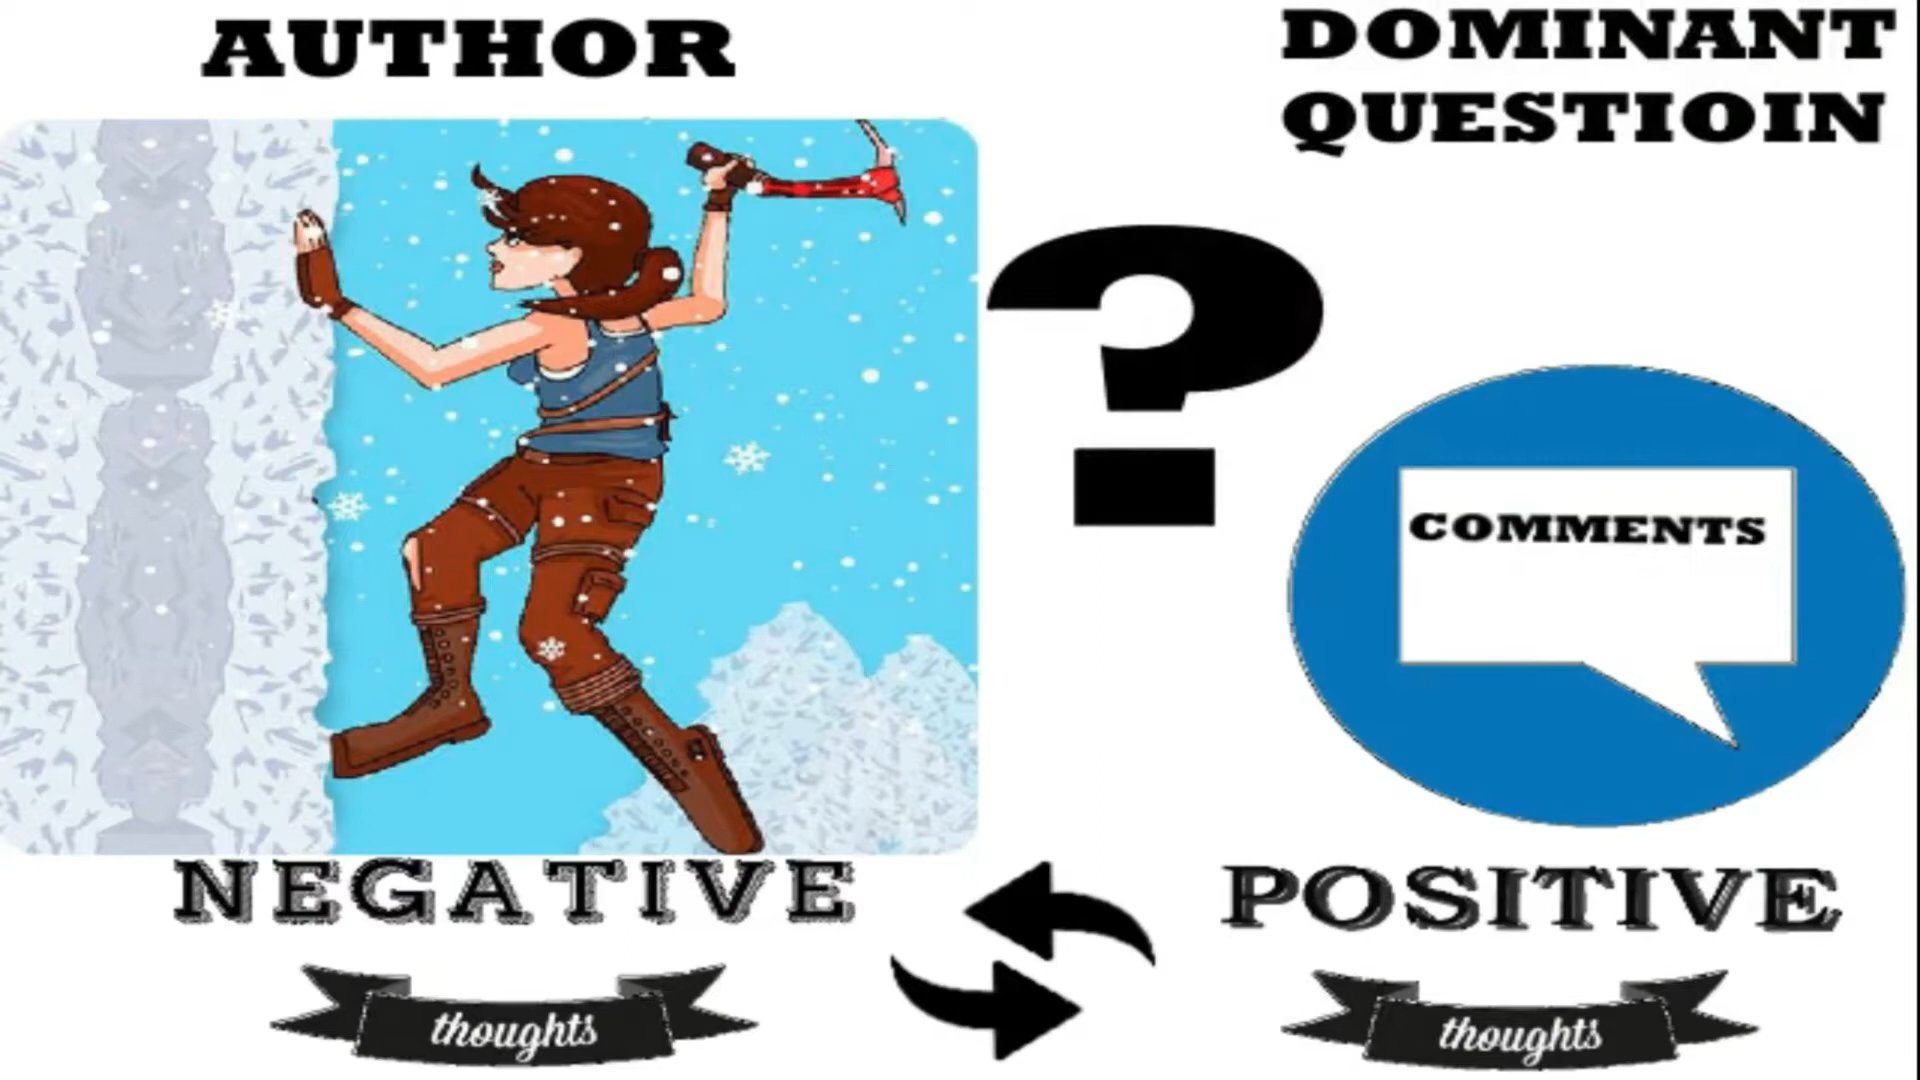 AUTHOR
DOMINANT
QUESTIOIN
?
COMMENTS
NEGATIVE
POSITIVE
thoughts
thoughts